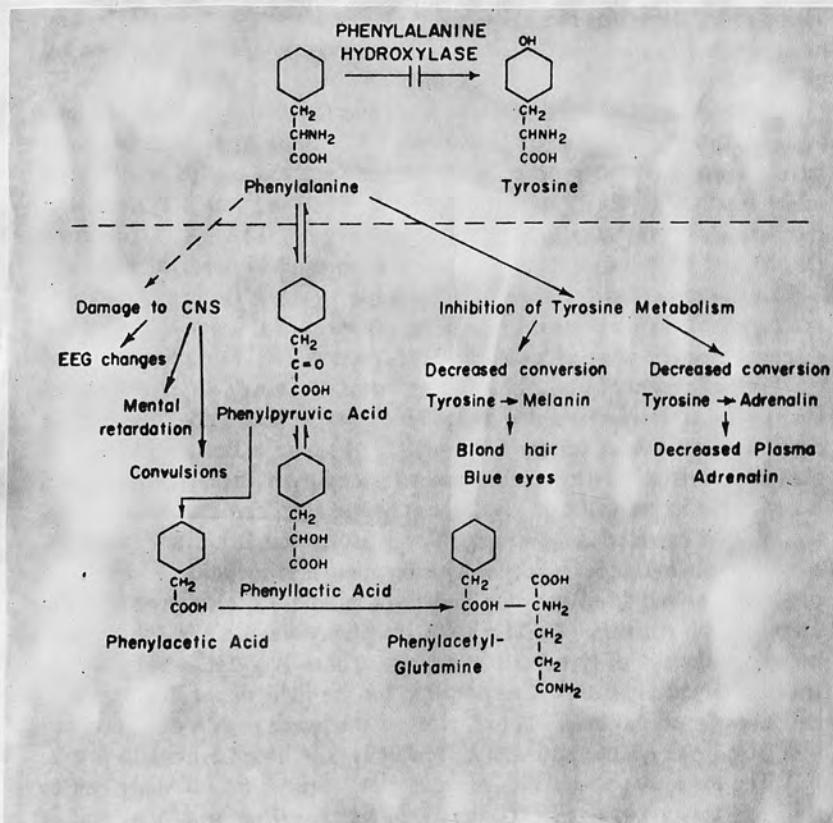 PHENYLALANINE
HYDROXYLASE
OH
CH2
CHNH2
COOH
Phenylalanine
CH2
CHNH2
COOH
Tyrosine
Damage to CNS
EEG changes
Mental
retardation
Convulsions
CH2
C=O
COOH
Phenylpyruvic Acid
Inhibition of Tyrosine Metabolism
Decreased conversion
Tyrosine → Melanin
Blond hair
Blue eyes
Decreased conversion
Tyrosine → Adrenalin
Decreased Plasma
Adrenalin
CH2
CHOH
COOH
Phenyllactic Acid
CH2
COOH
Phenylacetic Acid
CH2
COOH — C NH2
COOH
CH2
CH2
CONH2
Phenylacetyl-
Glutamine